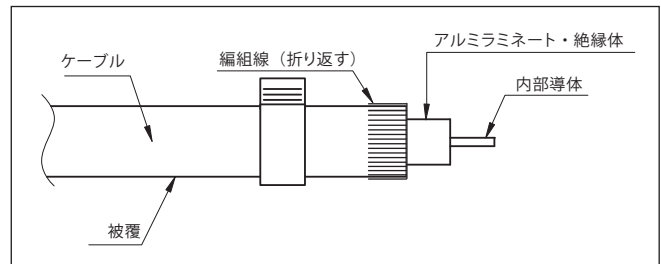 アルミラミネート・絶縁体
編組線（折り返す）
ケーブル
内部導体
被覆